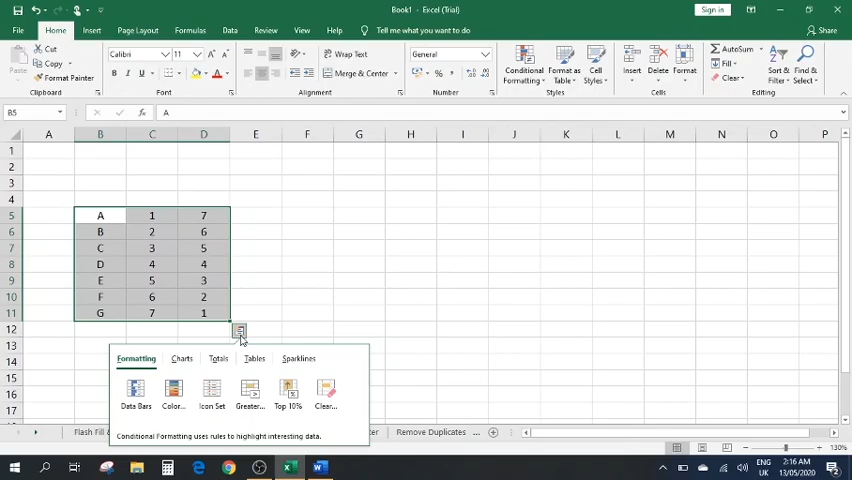 Book1 - Excel (Trial)
Sign in
File Home Insert Page Layout Formulas Data Review View Help Tell me what you want to do Share
Cut
Copy
Format Painter
Paste
Clipboard
Calibri 11
B I U
Font
Wrap Text
Merge & Center
Alignment
General
%
Number
Conditional Formatting
Format as Table
Cell Styles
Styles
Insert Delete Format
Cells
AutoSum
Fill
Clear
Sort & Filter
Find & Select
Editing
B5 fx A
A B C D E F G H I J K L M N O P
1
2
3
4
5 A 1 7
6 B 2 6
7 C 3 5
8 D 4 4
9 E 5 3
10 F 6 2
11 G 7 1
12
13
14
15
16
17
Formatting Charts Totals Tables Sparklines
Data Bars Color... Icon Set Greater... Top 10% Clear...
Conditional Formatting uses rules to highlight interesting data.
Flash Fill &
Remove Duplicates ...
130%
ENG
UK
2:16 AM
13/05/2020
2